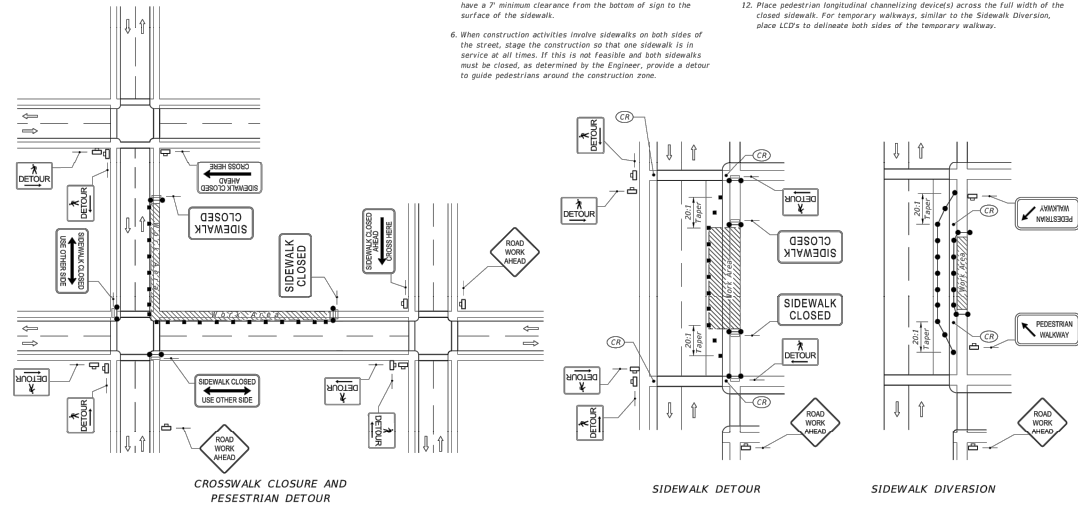 have a 7' minimum clearance from the bottom of sign to the
surface of the sidewalk.
6. When construction activities involve sidewalks on both sides of
the street, stage the construction so that one sidewalk is in
service at all times. If this is not feasible and both sidewalks
must be closed, as determined by the Engineer, provide a detour
to guide pedestrians around the construction zone.
12. Place pedestrian longitudinal channelizing device(s) across the full width of the
closed sidewalk. For temporary walkways, similar to the Sidewalk Diversion,
place LCD's to delineate both sides of the temporary walkway.
DETOUR
DETOUR
SIDEWALK CLOSED
AHEAD
CROSS HERE
SIDEWALK
CLOSED
SIDEWALK CLOSED
USE OTHER SIDE
Work Area
SIDEWALK
CLOSED
SIDEWALK CLOSED
AHEAD
CROSS HERE
ROAD
WORK
AHEAD
Work Area
DETOUR
DETOUR
SIDEWALK CLOSED
USE OTHER SIDE
DETOUR
DETOUR
ROAD
WORK
AHEAD
CROSSWALK CLOSURE AND
PESESTRIAN DETOUR
DETOUR
CR
CR
DETOUR
DETOUR
20:1
Taper
SIDEWALK
CLOSED
Work Area
SIDEWALK
CLOSED
20:1
Taper
CR
DETOUR
DETOUR
DETOUR
CR
ROAD
WORK
AHEAD
SIDEWALK DETOUR
20:1
Taper
CR
PEDESTRIAN
WALKWAY
Work Area
CR
PEDESTRIAN
WALKWAY
20:1
Taper
ROAD
WORK
AHEAD
SIDEWALK DIVERSION